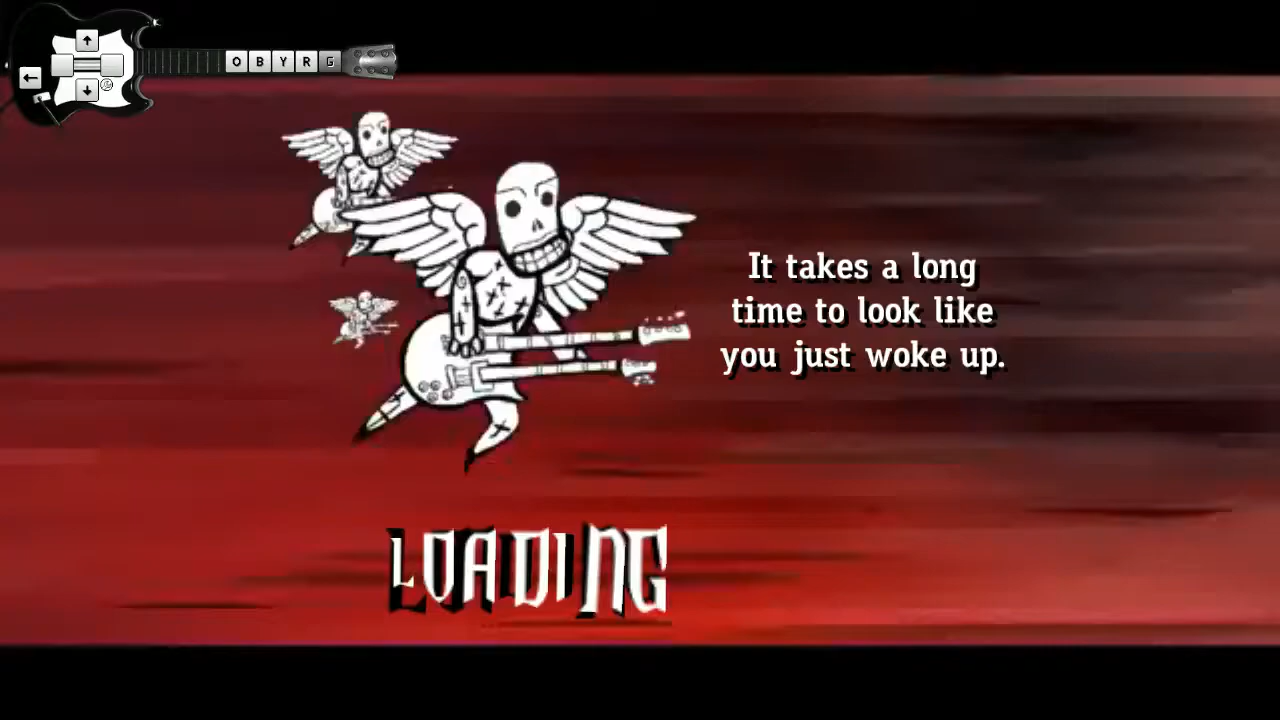 O B Y R G
It takes a long
time to look like
you just woke up.
LOADING